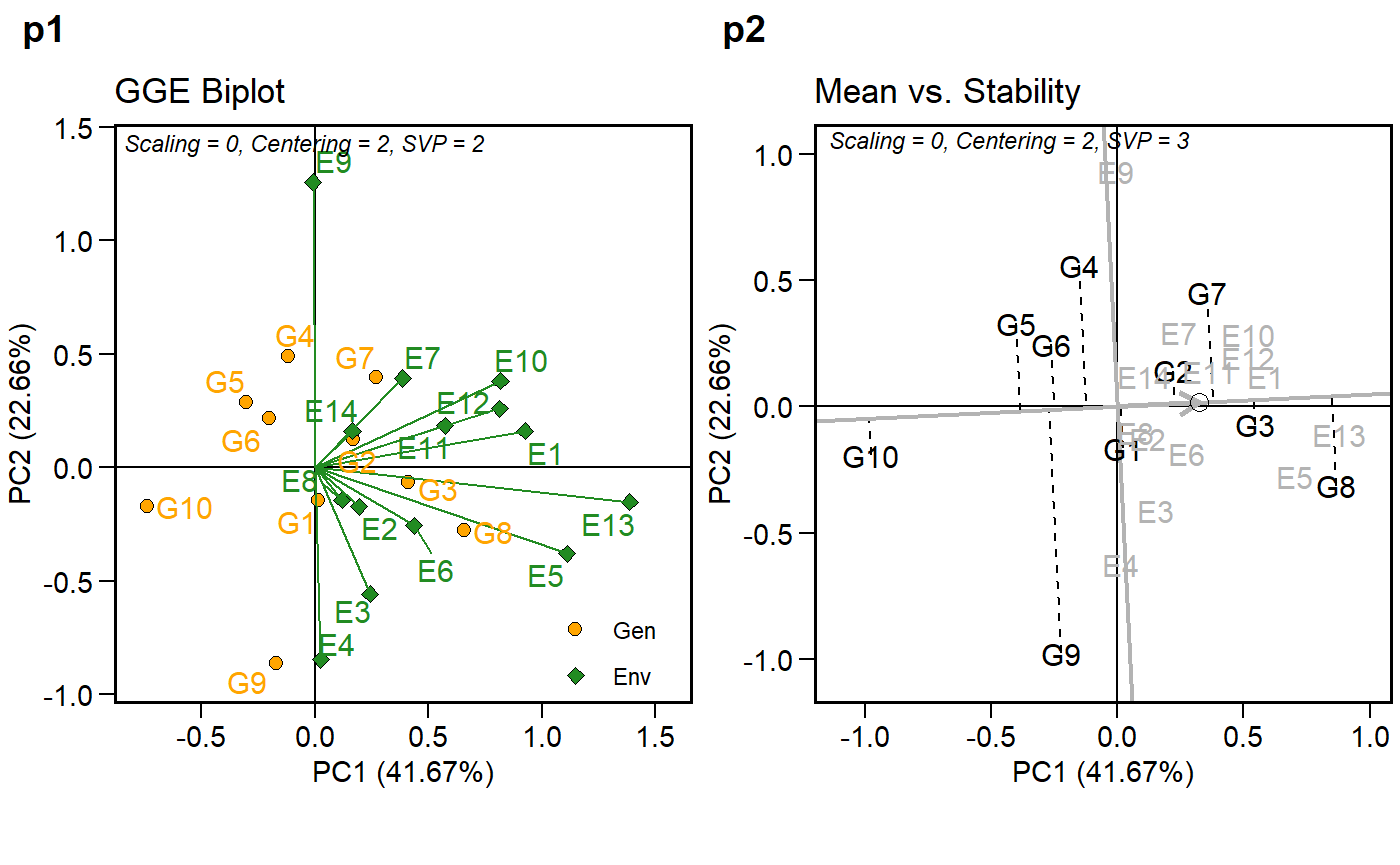 p1
GGE Biplot
Scaling = 0, Centering = 2, SVP = 2
1.5
1.0
0.5
0.0
-0.5
-1.0
PC2 (22.66%)
E9
G4
G7
E7
E10
G5
E14
E12
G6
E11
E1
G2
E8
G3
G10
G1
E2
G8
E13
E6
E5
E3
E4
G9
Gen
Env
-0.5 0.0 0.5 1.0 1.5
PC1 (41.67%)
p2
Mean vs. Stability
Scaling = 0, Centering = 2, SVP = 3
1.0
0.5
0.0
-0.5
-1.0
PC2 (22.66%)
E9
G4
G7
G5
E7
E10
G6
E12
E14
G2
E11
E1
G3
E8
E2
E13
G1
E6
G10
E5
G8
E3
E4
G9
-1.0 -0.5 0.0 0.5 1.0
PC1 (41.67%)